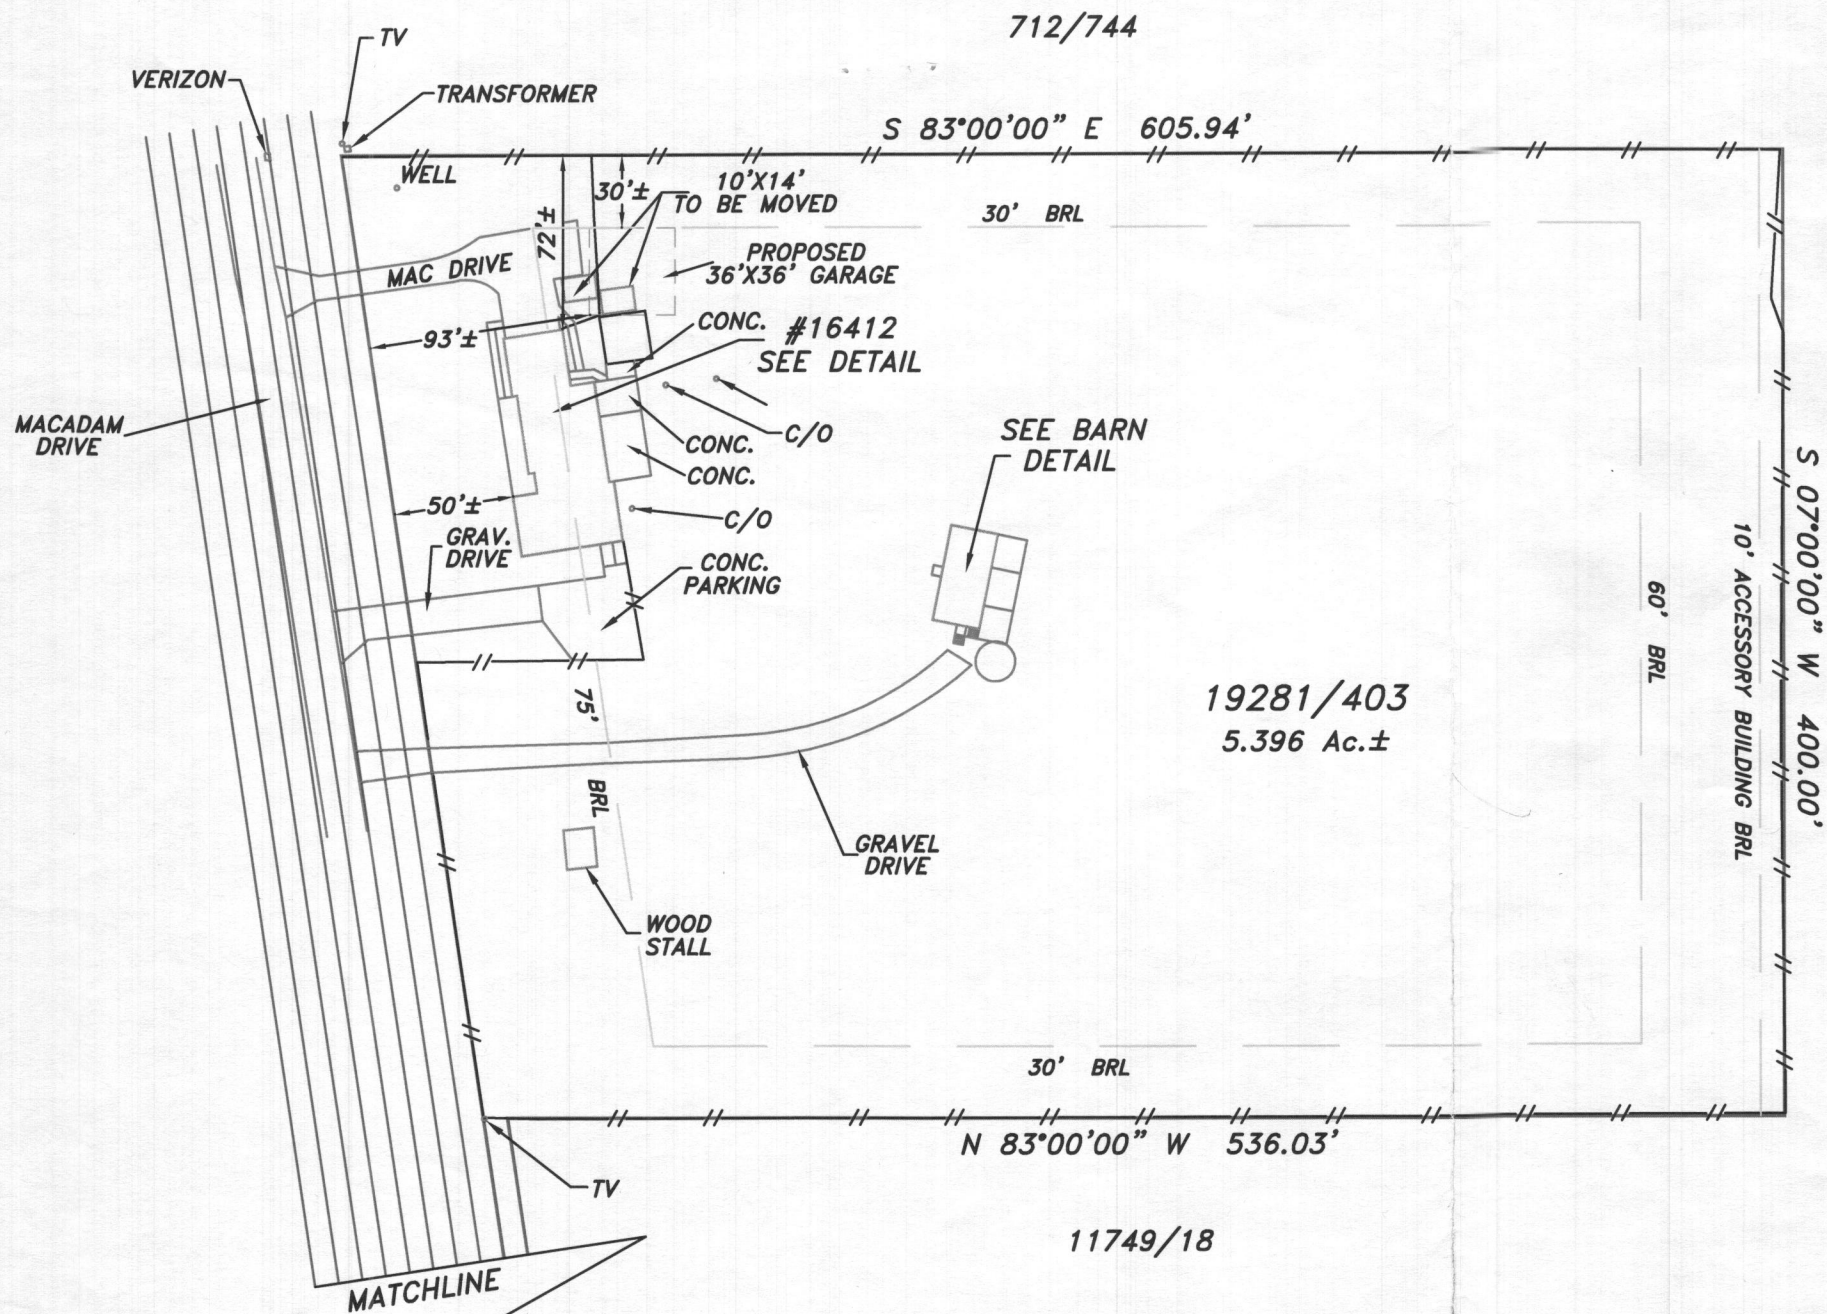 712/744
TV
VERIZON
TRANSFORMER
S 83°00'00" E 605.94'
WELL
30'±
10'X14'
TO BE MOVED
72'±
30' BRL
MAC DRIVE
PROPOSED
36'X36' GARAGE
93'±
CONC.
#16412
SEE DETAIL
MACADAM
DRIVE
CONC.
C/O
CONC.
SEE BARN
DETAIL
50'±
C/O
GRAV.
DRIVE
CONC.
PARKING
S 07°00'00" W 400.00'
10' ACCESSORY BUILDING BRL
60' BRL
19281/403
5.396 Ac.±
75'
BRL
GRAVEL
DRIVE
WOOD
STALL
30' BRL
N 83°00'00" W 536.03'
TV
11749/18
MATCHLINE